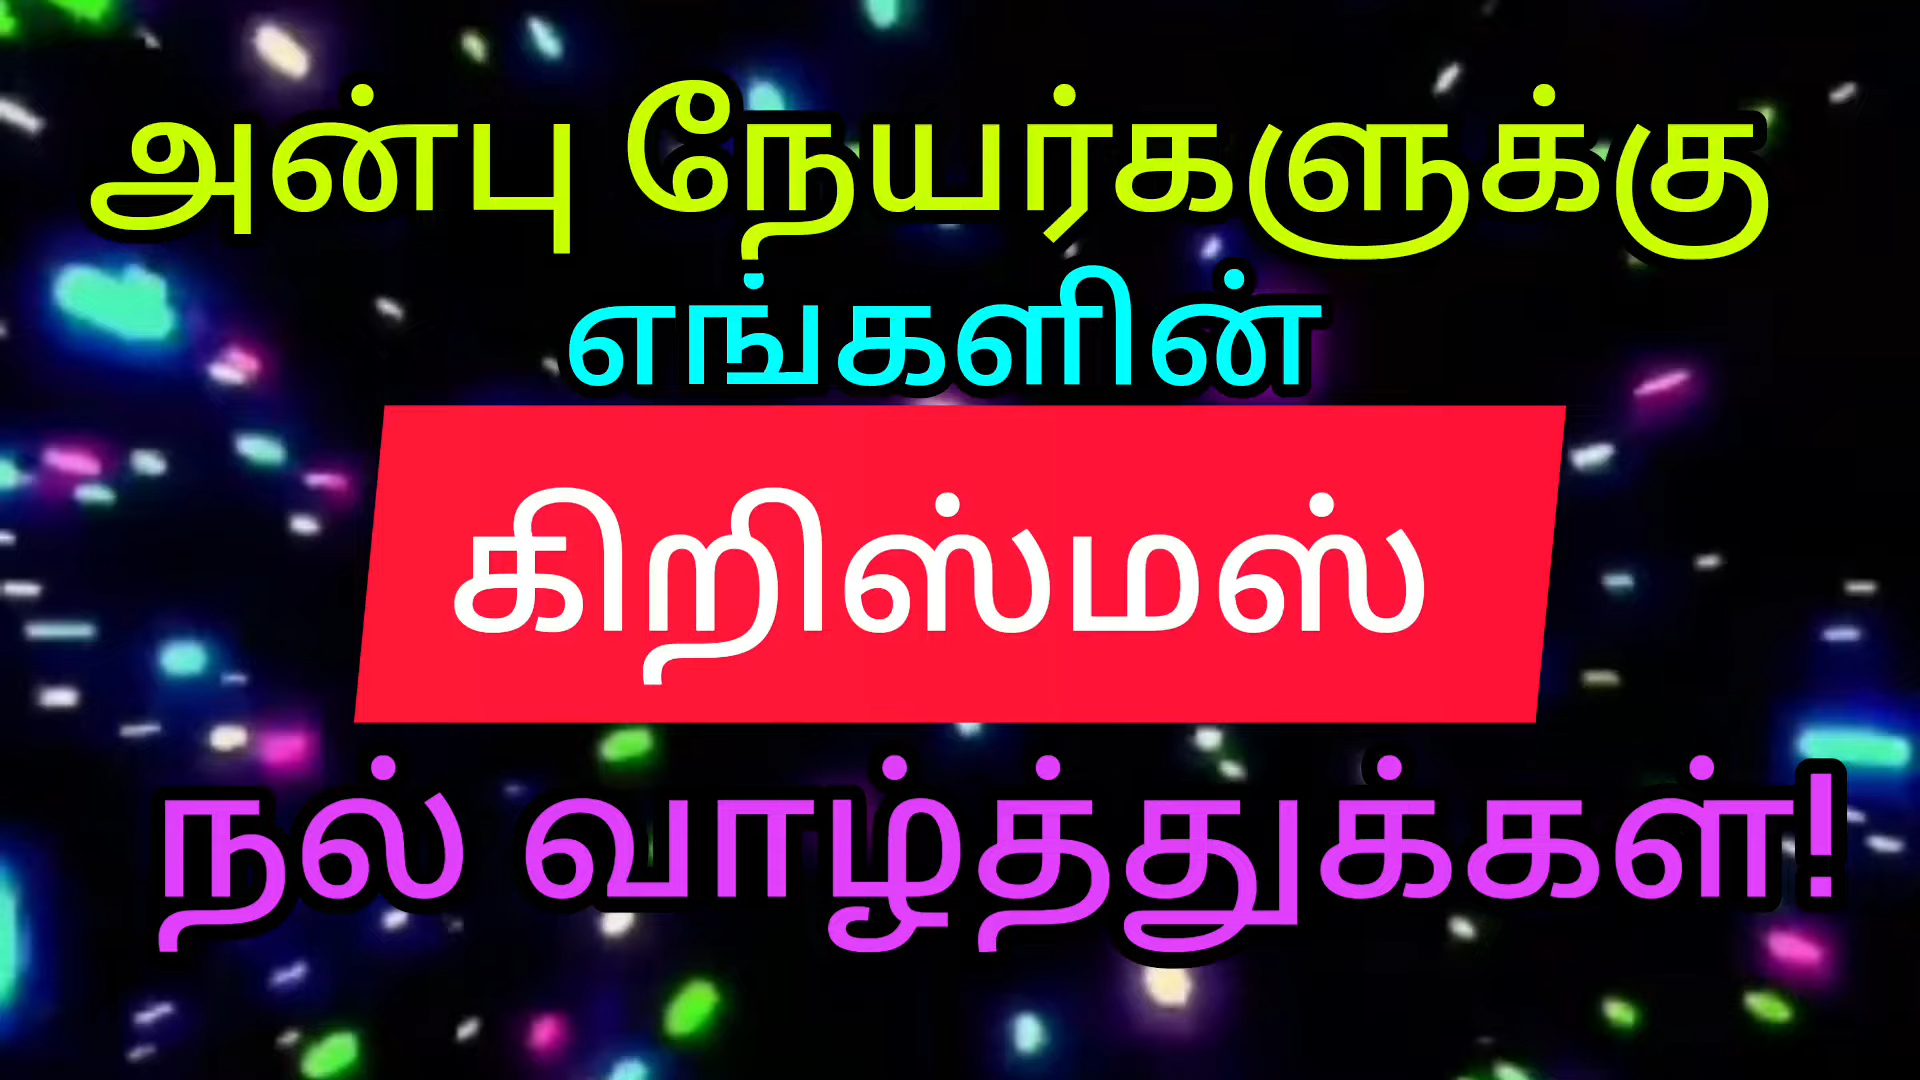 அன்பு நேயர்களுக்கு
எங்களின்
கிறிஸ்மஸ்
நல் வாழ்த்துக்கள்!